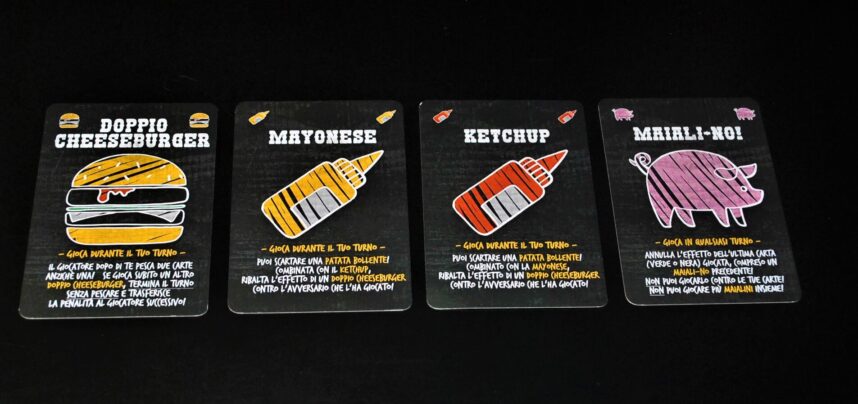 DOPPIO
CHEESEBURGER
– GIOCA DURANTE IL TUO TURNO –
IL GIOCATORE DOPO DI TE PESCA DUE CARTE
ANZICHÈ UNA! SE GIOCA SUBITO UN ALTRO
DOPPIO CHEESEBURGER, TERMINA IL TURNO
SENZA PESCARE E TRASFERISCE
LA PENALITÀ AL GIOCATORE SUCCESSIVO!
MAYONESE
– GIOCA DURANTE IL TUO TURNO –
PUOI SCARTARE UNA PATATA BOLLENTE!
COMBINATA CON IL KETCHUP,
RIBALTA L'EFFETTO DI UN DOPPIO CHEESEBURGER
CONTRO L'AVVERSARIO CHE L'HA GIOCATO!
KETCHUP
– GIOCA DURANTE IL TUO TURNO –
PUOI SCARTARE UNA PATATA BOLLENTE!
COMBINATO CON LA MAYONESE,
RIBALTA L'EFFETTO DI UN DOPPIO CHEESEBURGER
CONTRO L'AVVERSARIO CHE L'HA GIOCATO!
MAIALI-NO!
– GIOCA IN QUALSIASI TURNO –
ANNULLA L'EFFETTO DELL'ULTIMA CARTA
(VERDE O NERA) GIOCATA, COMPRESO UN
MAIALI-NO PRECEDENTE!
NON PUOI GIOCARLO CONTRO LE TUE CARTE!
NON PUOI GIOCARE PIÙ MAIALINI INSIEME!